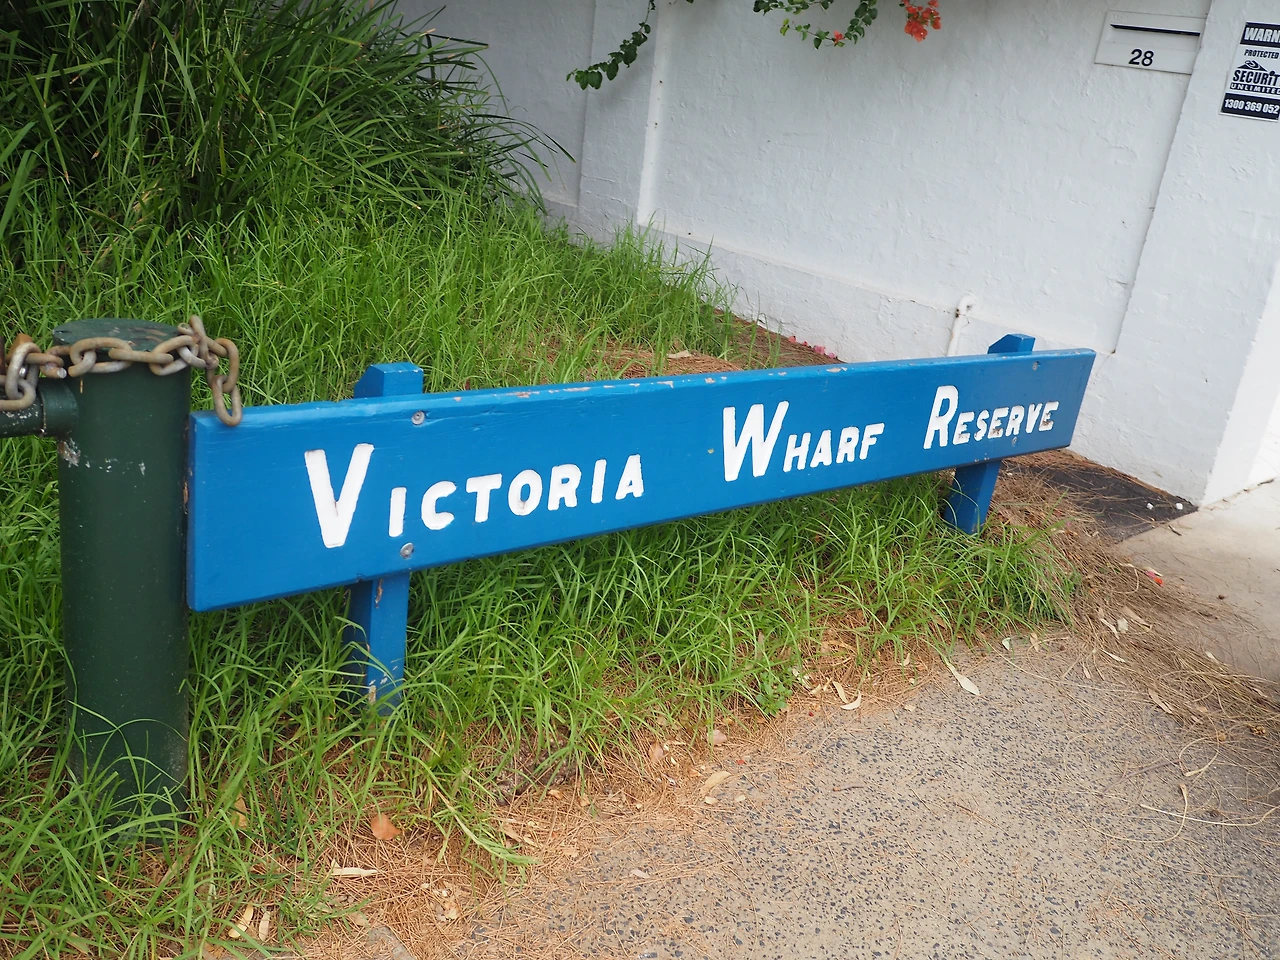 28
WARN
PROTECTED
SECURIT
UNLIMITED
1300 369 052
VICTORIA WHARF RESERVE